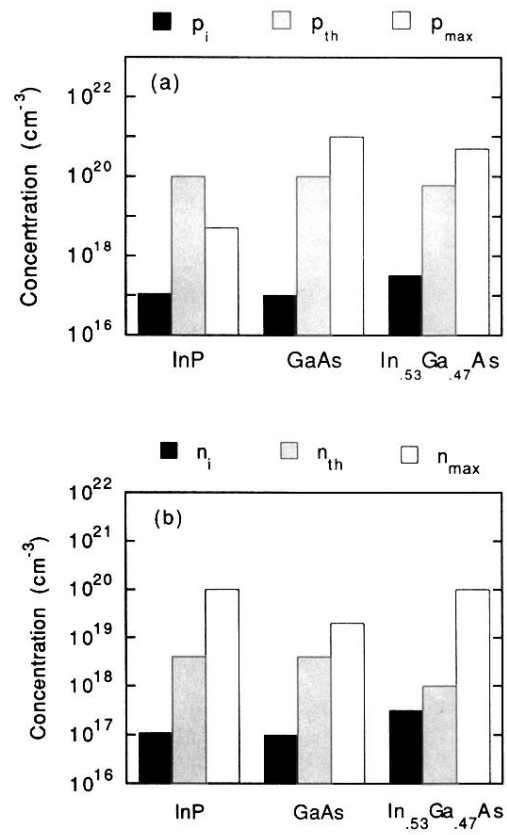 p_i p_th p_max
(a)
10^22
10^20
10^18
10^16
Concentration (cm^-3)
InP GaAs In_.53Ga_.47As
n_i n_th n_max
(b)
10^22
10^21
10^20
10^19
10^18
10^17
10^16
Concentration (cm^-3)
InP GaAs In_.53Ga_.47As